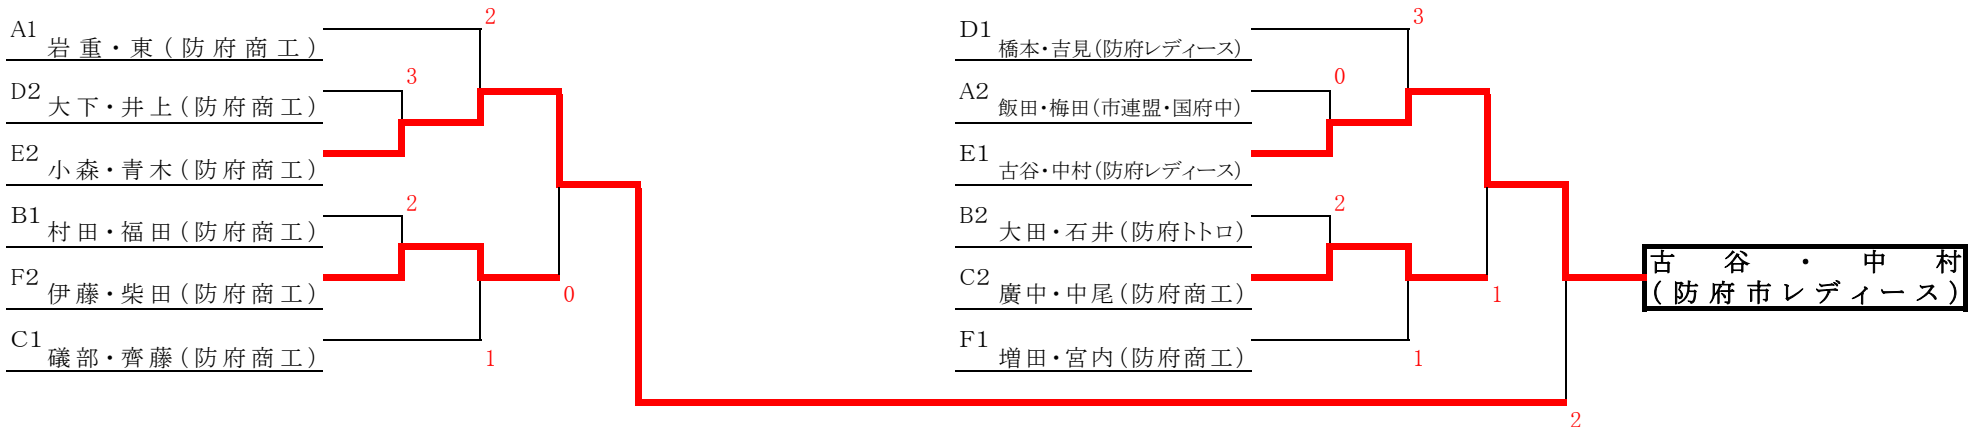 A1 岩重・東(防府商工)
2
D2 大下・井上(防府商工)
3
E2 小森・青木(防府商工)
B1 村田・福田(防府商工)
2
F2 伊藤・柴田(防府商工)
0
C1 礒部・齊藤(防府商工)
1
D1 橋本・吉見(防府レディース)
3
A2 飯田・梅田(市連盟・国府中)
0
E1 古谷・中村(防府レディース)
B2 大田・石井(防府トトロ)
2
C2 廣中・中尾(防府商工)
1
F1 増田・宮内(防府商工)
1
2
古谷・中村
(防府市レディース)